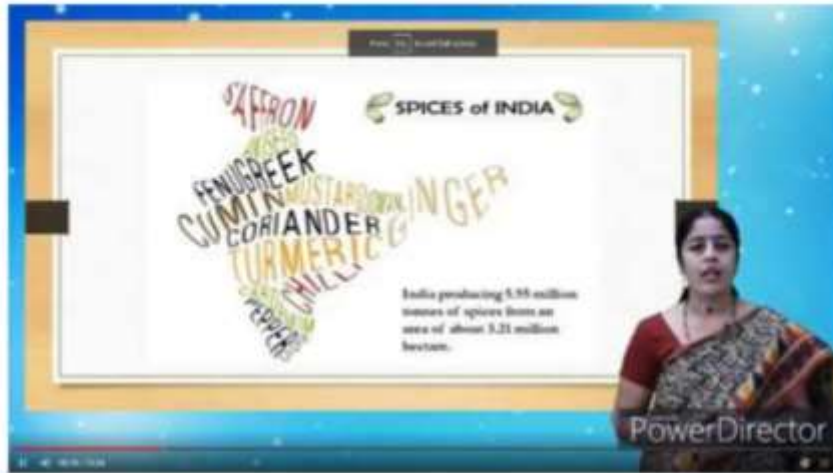 SPICES of INDIA
SAFFRON
FENUGREEK
MUSTARD
GINGER
CUMIN
CORIANDER
TURMERIC
CHILLI
PEPPERS
India producing 5.95 million
tonnes of spices from an
area of about 3.21 million
hectare.
PowerDirector